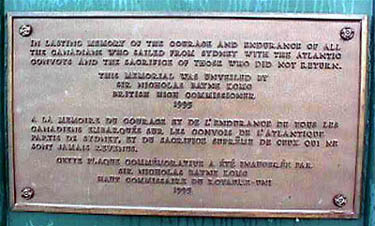 IN LASTING MEMORY OF THE COURAGE AND ENDURANCE OF ALL
THE CANADIANS WHO SAILED FROM SYDNEY WITH THE ATLANTIC
CONVOYS AND THE SACRIFICE OF THOSE WHO DID NOT RETURN.
THIS MEMORIAL WAS UNVEILED BY
SIR NICHOLAS BAYNE KCMG
BRITISH HIGH COMMISSIONER
1995
A LA MEMOIRE DU COURAGE ET DE L'ENDURANCE DE TOUS LES
CANADIENS EMBARQUÉS SUR LES CONVOIS DE L'ATLANTIQUE
PARTIS DE SYDNEY, ET DU SACRIFICE SUPRÊME DE CEUX QUI NE
SONT JAMAIS REVENUS.
CETTE PLAQUE COMMÉMORATIVE A ÉTÉ INAUGURÉE PAR
SIR NICHOLAS BAYNE KCMG
HAUT COMMISSAIRE DU ROYAUME-UNI
1995